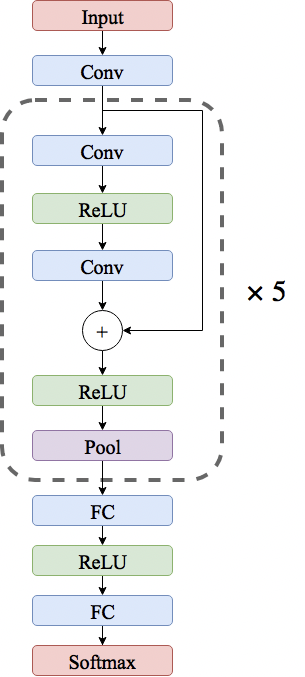 Input
Conv
Conv
ReLU
Conv
+
× 5
ReLU
Pool
FC
ReLU
FC
Softmax